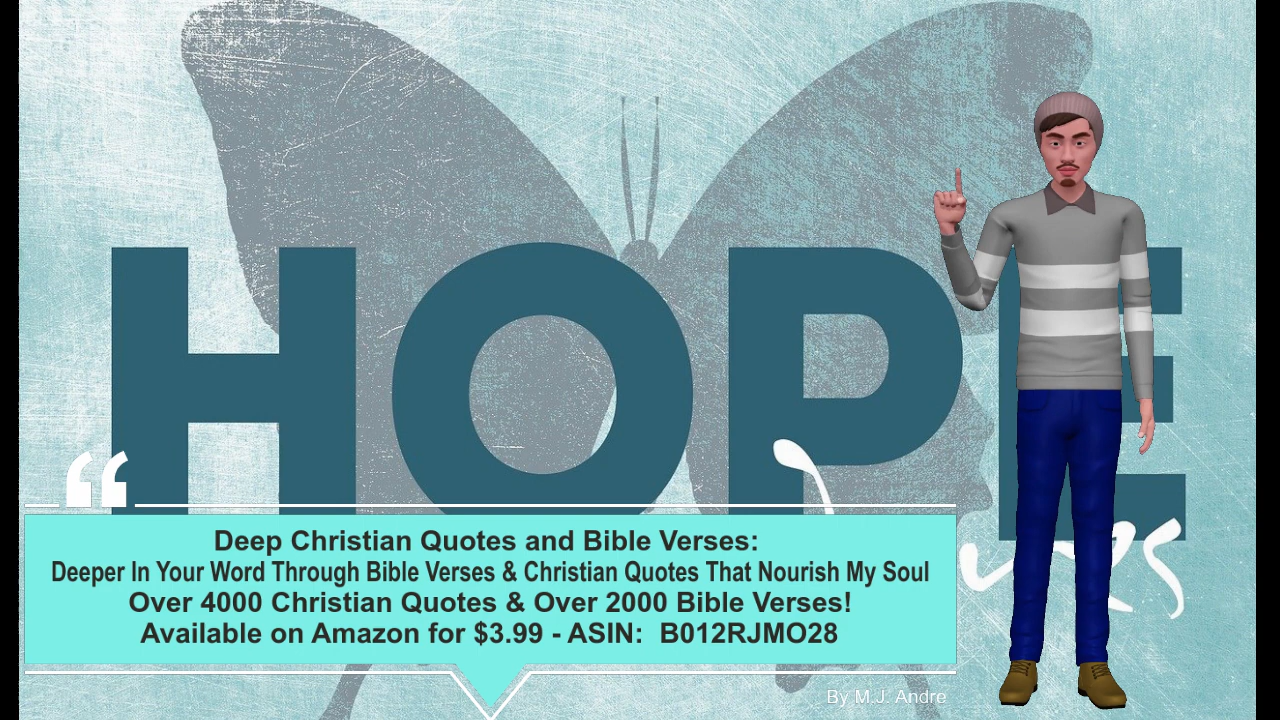 HOPE
“
Deep Christian Quotes and Bible Verses:
Deeper In Your Word Through Bible Verses & Christian Quotes That Nourish My Soul
Over 4000 Christian Quotes & Over 2000 Bible Verses!
Available on Amazon for $3.99 - ASIN: B012RJMO28
By M.J. Andre